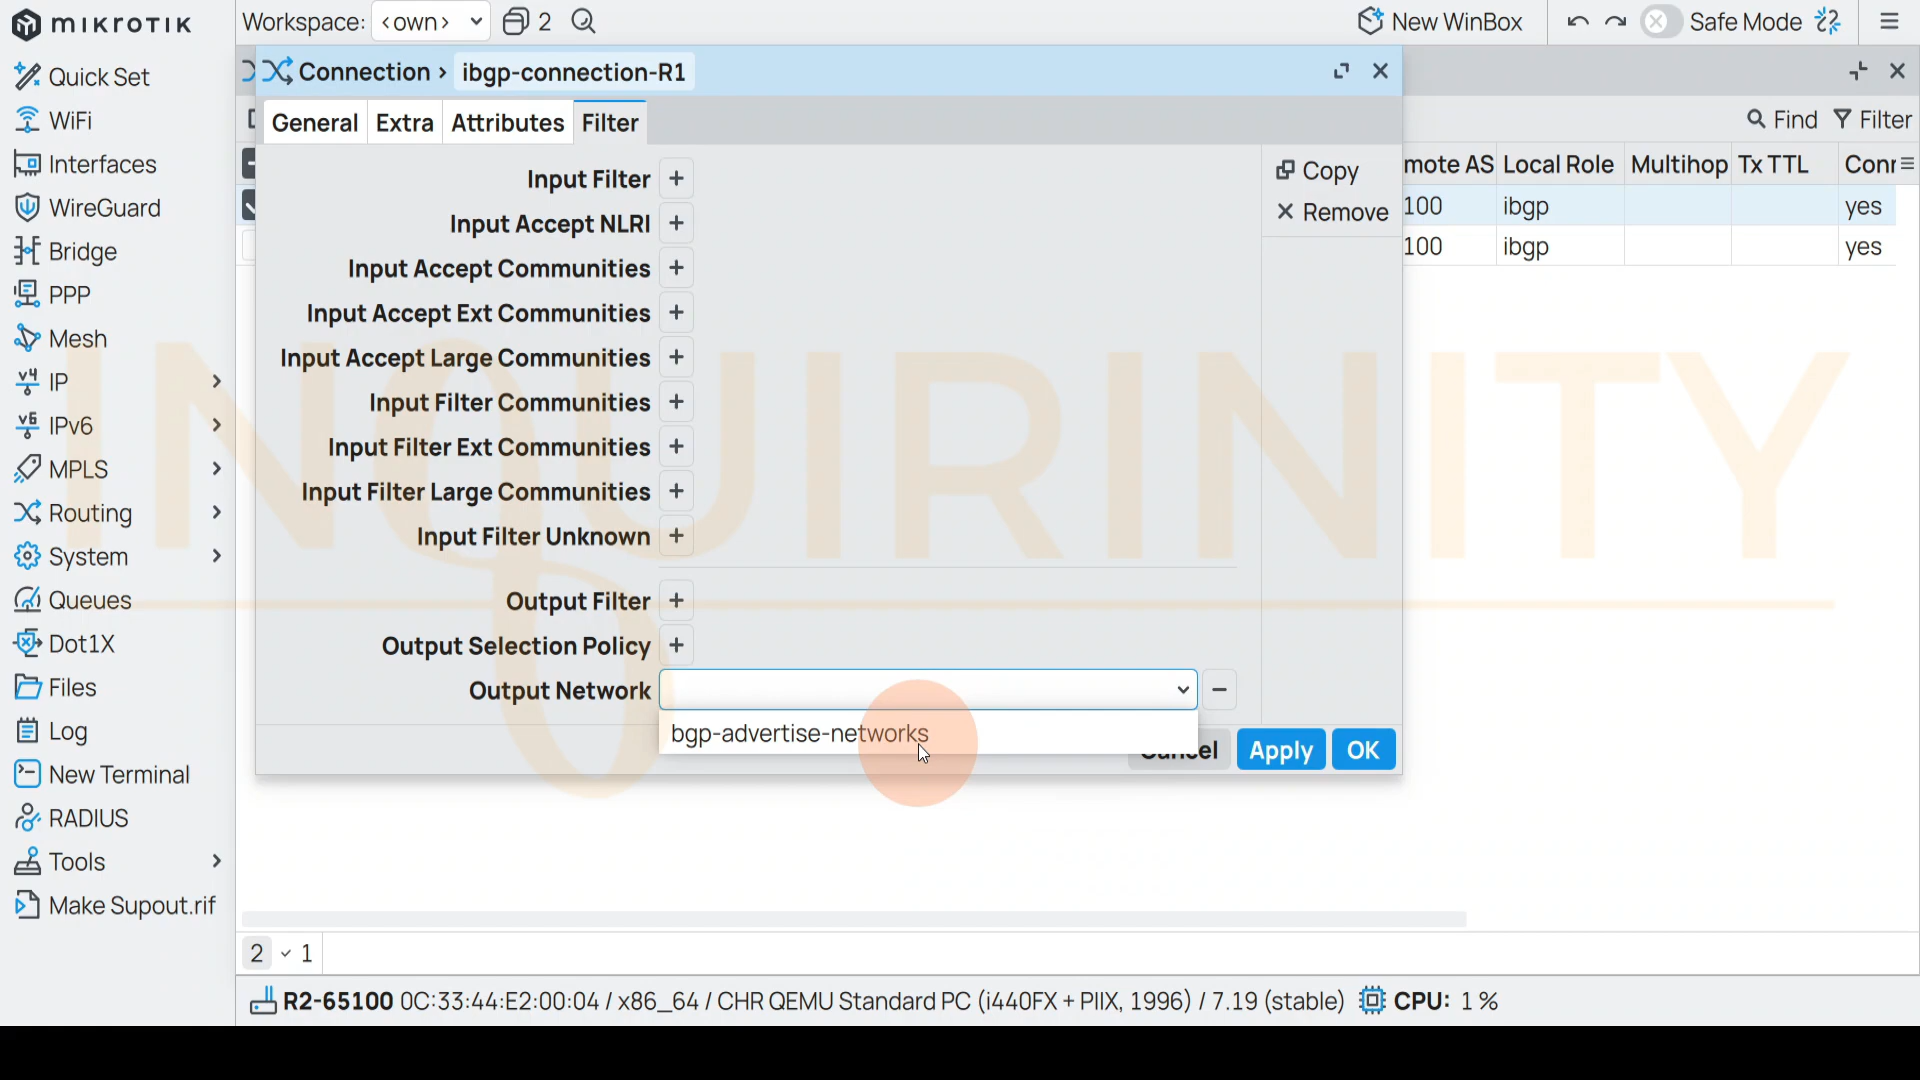 MIKROTIK
Workspace: <own> 2
New WinBox Safe Mode
Quick Set
WiFi
Interfaces
WireGuard
Bridge
PPP
Mesh
IP
IPv6
MPLS
Routing
System
Queues
Dot1X
Files
Log
New Terminal
RADIUS
Tools
Make Supout.rif
Connection › ibgp-connection-R1
General Extra Attributes Filter
Input Filter
Input Accept NLRI
Input Accept Communities
Input Accept Ext Communities
Input Accept Large Communities
Input Filter Communities
Input Filter Ext Communities
Input Filter Large Communities
Input Filter Unknown
Output Filter
Output Selection Policy
Output Network
bgp-advertise-networks
Copy
Remove
Apply OK
Find Filter
mote AS Local Role Multihop Tx TTL Conr
100 ibgp yes
100 ibgp yes
INQUIRINITY
2 1
R2-65100 0C:33:44:E2:00:04 / x86_64 / CHR QEMU Standard PC (i440FX + PIIX, 1996) / 7.19 (stable) CPU: 1 %